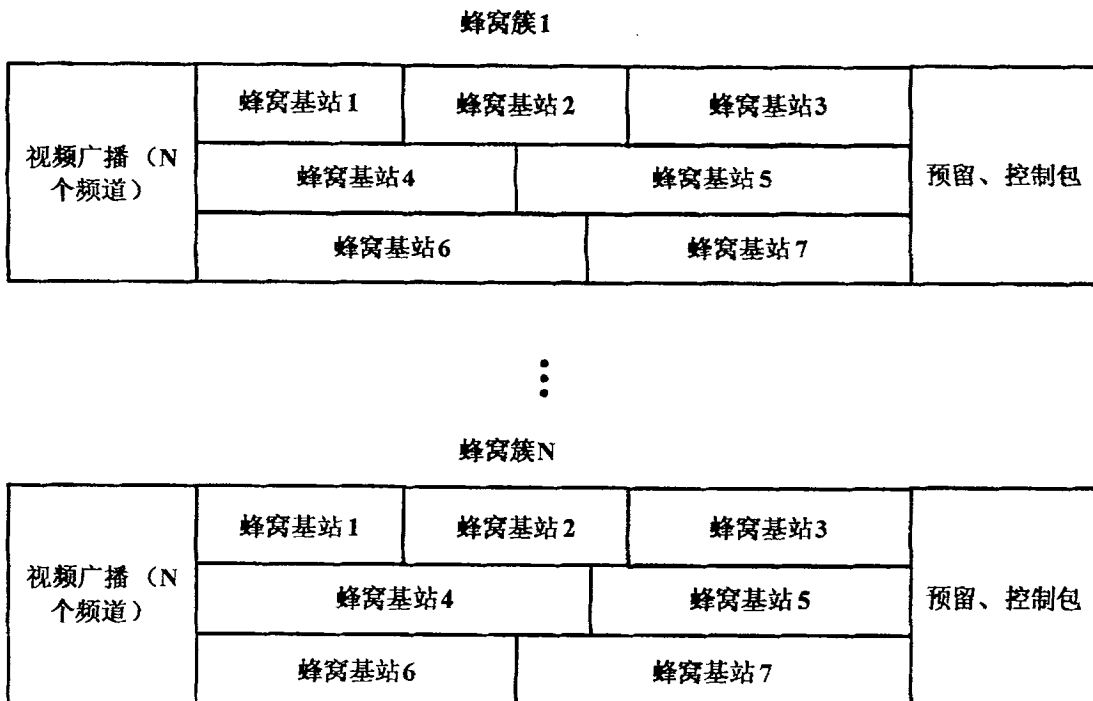 蜂窝簇1
蜂窝基站1
蜂窝基站2
蜂窝基站3
视频广播（N
个频道）
蜂窝基站4
蜂窝基站5
预留、控制包
蜂窝基站6
蜂窝基站7
蜂窝簇N
蜂窝基站1
蜂窝基站2
蜂窝基站3
视频广播（N
个频道）
蜂窝基站4
蜂窝基站5
预留、控制包
蜂窝基站6
蜂窝基站7